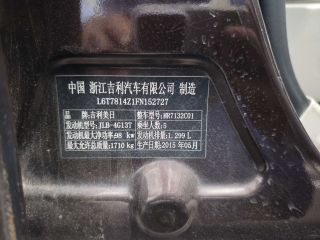 中国 浙江吉利汽车有限公司 制造
L6T7814Z1FN152727
品牌:吉利美日 整车型号:MR7132C01
发动机型号:JLB-4G13T 乘坐人数:5
发动机最大净功率:98 kw 发动机排量:1.299 L
最大允许总质量:1710 kg 生产日期:2015 年05月